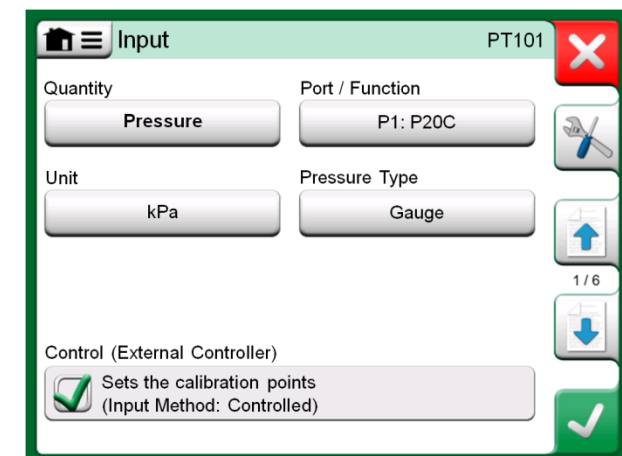 Input PT101
Quantity Port / Function
Pressure P1: P20C
Unit Pressure Type
kPa Gauge
1 / 6
Control (External Controller)
Sets the calibration points
(Input Method: Controlled)